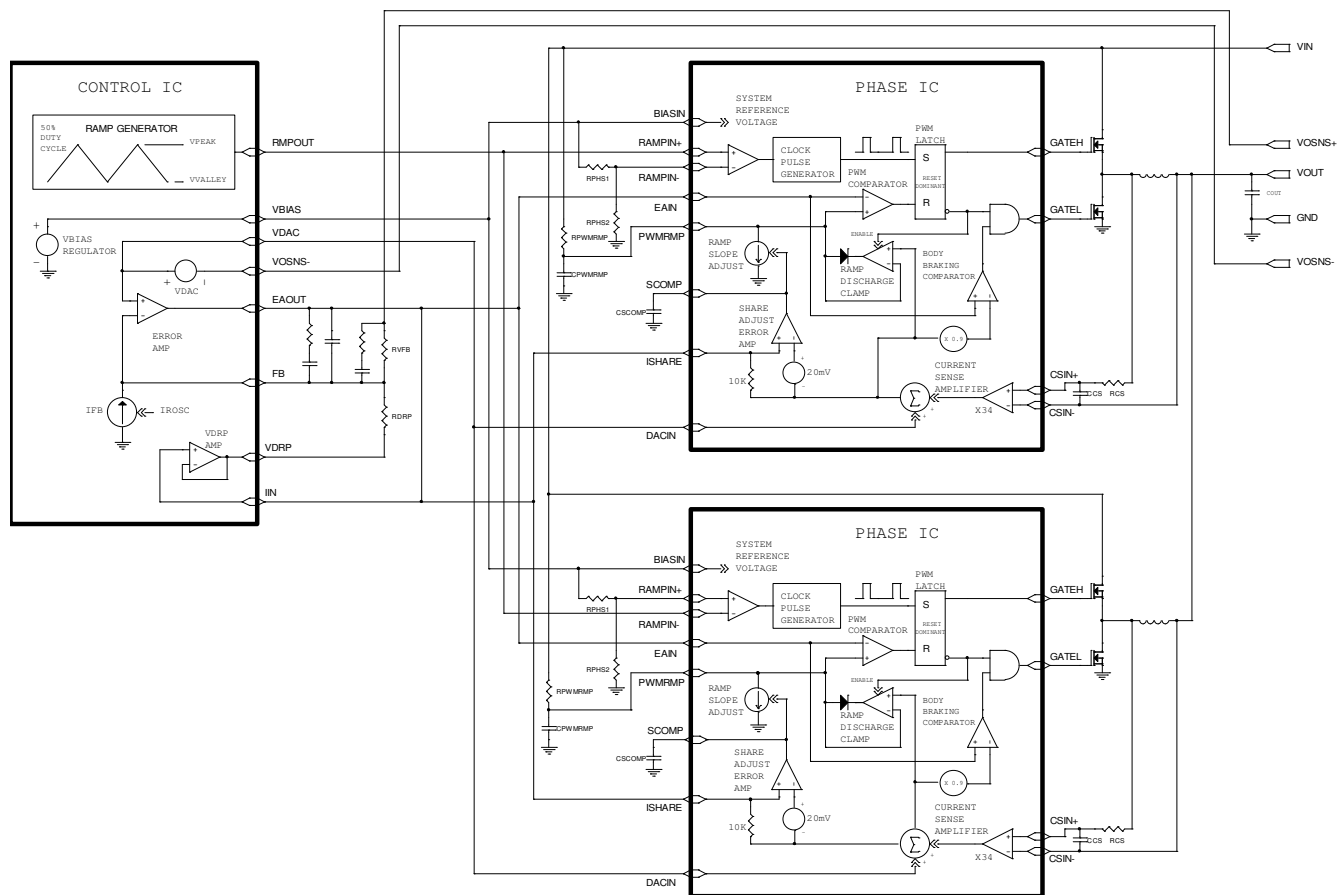 CONTROL IC
50%
DUTY
CYCLE
RAMP GENERATOR
VPEAK
VVALLEY
RMPOUT
VBIAS
+
-
VBIAS
REGULATOR
VDAC
VOSNS-
+
-
VDAC
EAOUT
+
-
ERROR
AMP
RVFB
FB
IFB
IROSC
RDRP
VDRP
AMP
+
-
VDRP
IIN
PHASE IC
BIASIN
SYSTEM
REFERENCE
VOLTAGE
RAMPIN+
RAMPIN-
+
-
CLOCK
PULSE
GENERATOR
PWM
LATCH
S
RESET
DOMINANT
R
PWM
COMPARATOR
-
+
RPHS1
RPHS2
EAIN
PWMRMP
RPWMRMP
CPWMRMP
RAMP
SLOPE
ADJUST
ENABLE
+
-
RAMP
DISCHARGE
CLAMP
BODY
BRAKING
COMPARATOR
+
-
SCOMP
CSCOMP
SHARE
ADJUST
ERROR
AMP
+
-
X 0.9
ISHARE
10K
+
-
20mV
CURRENT
SENSE
AMPLIFIER
Σ
+
+
X34
+
-
DACIN
GATEH
GATEL
CSIN+
CCS
RCS
CSIN-
VIN
VOSNS+
VOUT
COUT
GND
VOSNS-
PHASE IC
BIASIN
SYSTEM
REFERENCE
VOLTAGE
RAMPIN+
RAMPIN-
+
-
CLOCK
PULSE
GENERATOR
PWM
LATCH
S
RESET
DOMINANT
R
PWM
COMPARATOR
-
+
RPHS1
RPHS2
EAIN
PWMRMP
RPWMRMP
CPWMRMP
RAMP
SLOPE
ADJUST
ENABLE
+
-
RAMP
DISCHARGE
CLAMP
BODY
BRAKING
COMPARATOR
+
-
SCOMP
CSCOMP
SHARE
ADJUST
ERROR
AMP
+
-
X 0.9
ISHARE
10K
+
-
20mV
CURRENT
SENSE
AMPLIFIER
Σ
+
+
X34
+
-
DACIN
GATEH
GATEL
CSIN+
CCS
RCS
CSIN-